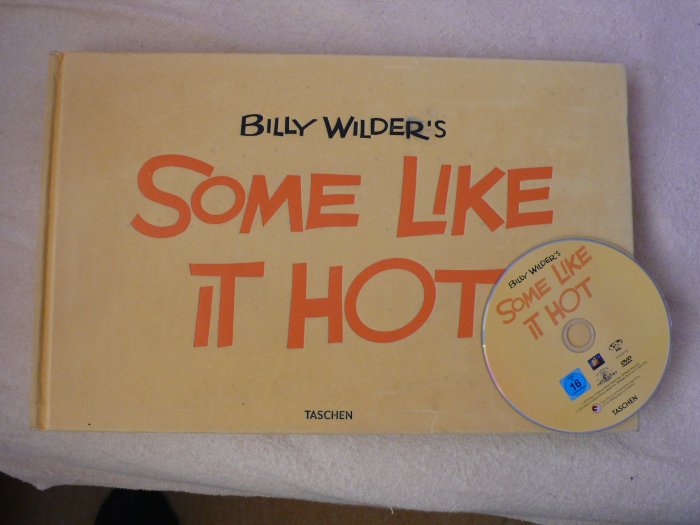 BILLY WILDER'S
SOME LIKE
IT HOT
TASCHEN
BILLY WILDER'S
SOME LIKE
IT HOT
16
DVD
TASCHEN